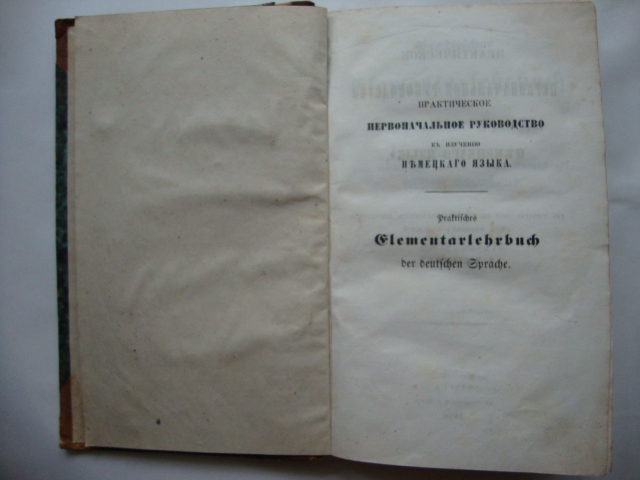 ПРАКТИЧЕСКОЕ
ПЕРВОНАЧАЛЬНОЕ РУКОВОДСТВО
КЪ ИЗУЧЕНІЮ
НѢМЕЦКАГО ЯЗЫКА.
Praktisches
Elementarlehrbuch
der deutschen Sprache.